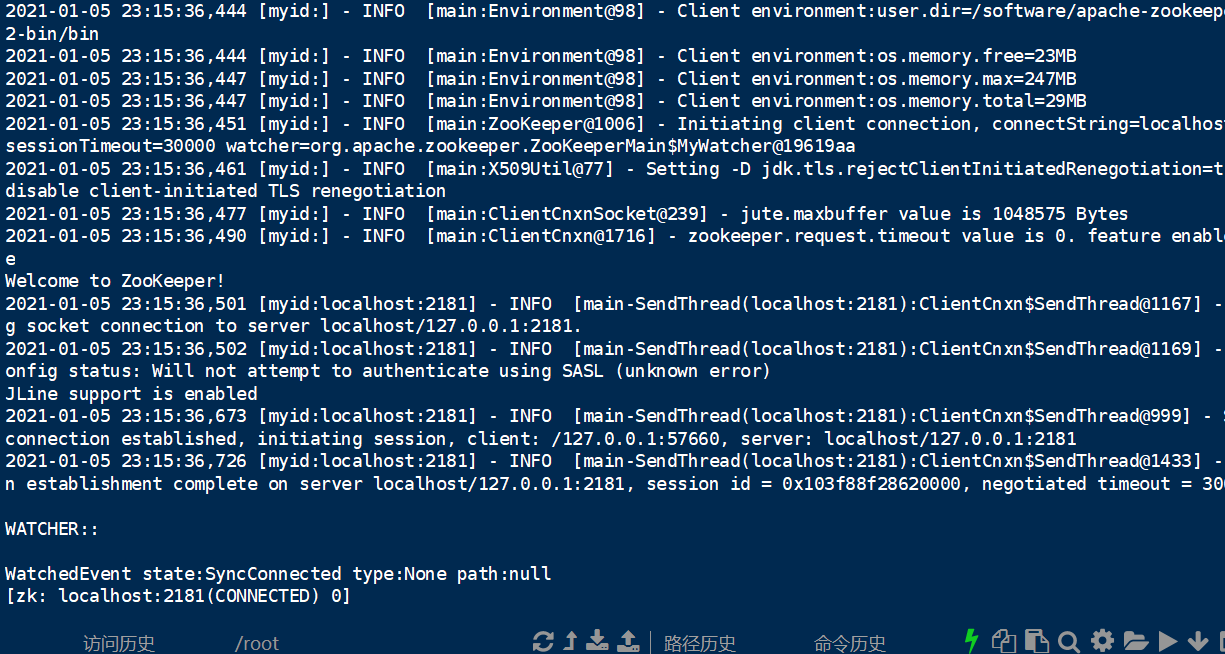 2021-01-05 23:15:36,444 [myid:] - INFO  [main:Environment@98] - Client environment:user.dir=/software/apache-zookeep
2-bin/bin
2021-01-05 23:15:36,444 [myid:] - INFO  [main:Environment@98] - Client environment:os.memory.free=23MB
2021-01-05 23:15:36,447 [myid:] - INFO  [main:Environment@98] - Client environment:os.memory.max=247MB
2021-01-05 23:15:36,447 [myid:] - INFO  [main:Environment@98] - Client environment:os.memory.total=29MB
2021-01-05 23:15:36,451 [myid:] - INFO  [main:ZooKeeper@1006] - Initiating client connection, connectString=localhost
sessionTimeout=30000 watcher=org.apache.zookeeper.ZooKeeperMain$MyWatcher@19619aa
2021-01-05 23:15:36,461 [myid:] - INFO  [main:X509Util@77] - Setting -D jdk.tls.rejectClientInitiatedRenegotiation=t
disable client-initiated TLS renegotiation
2021-01-05 23:15:36,477 [myid:] - INFO  [main:ClientCnxnSocket@239] - jute.maxbuffer value is 1048575 Bytes
2021-01-05 23:15:36,490 [myid:] - INFO  [main:ClientCnxn@1716] - zookeeper.request.timeout value is 0. feature enabl
e
Welcome to ZooKeeper!
2021-01-05 23:15:36,501 [myid:localhost:2181] - INFO  [main-SendThread(localhost:2181):ClientCnxn$SendThread@1167] -
g socket connection to server localhost/127.0.0.1:2181.
2021-01-05 23:15:36,502 [myid:localhost:2181] - INFO  [main-SendThread(localhost:2181):ClientCnxn$SendThread@1169] -
onfig status: Will not attempt to authenticate using SASL (unknown error)
JLine support is enabled
2021-01-05 23:15:36,673 [myid:localhost:2181] - INFO  [main-SendThread(localhost:2181):ClientCnxn$SendThread@999] -
connection established, initiating session, client: /127.0.0.1:57660, server: localhost/127.0.0.1:2181
2021-01-05 23:15:36,726 [myid:localhost:2181] - INFO  [main-SendThread(localhost:2181):ClientCnxn$SendThread@1433] -
n establishment complete on server localhost/127.0.0.1:2181, session id = 0x103f88f28620000, negotiated timeout = 300
WATCHER::
WatchedEvent state:SyncConnected type:None path:null
[zk: localhost:2181(CONNECTED) 0]
访问历史 /root 路径历史 命令历史